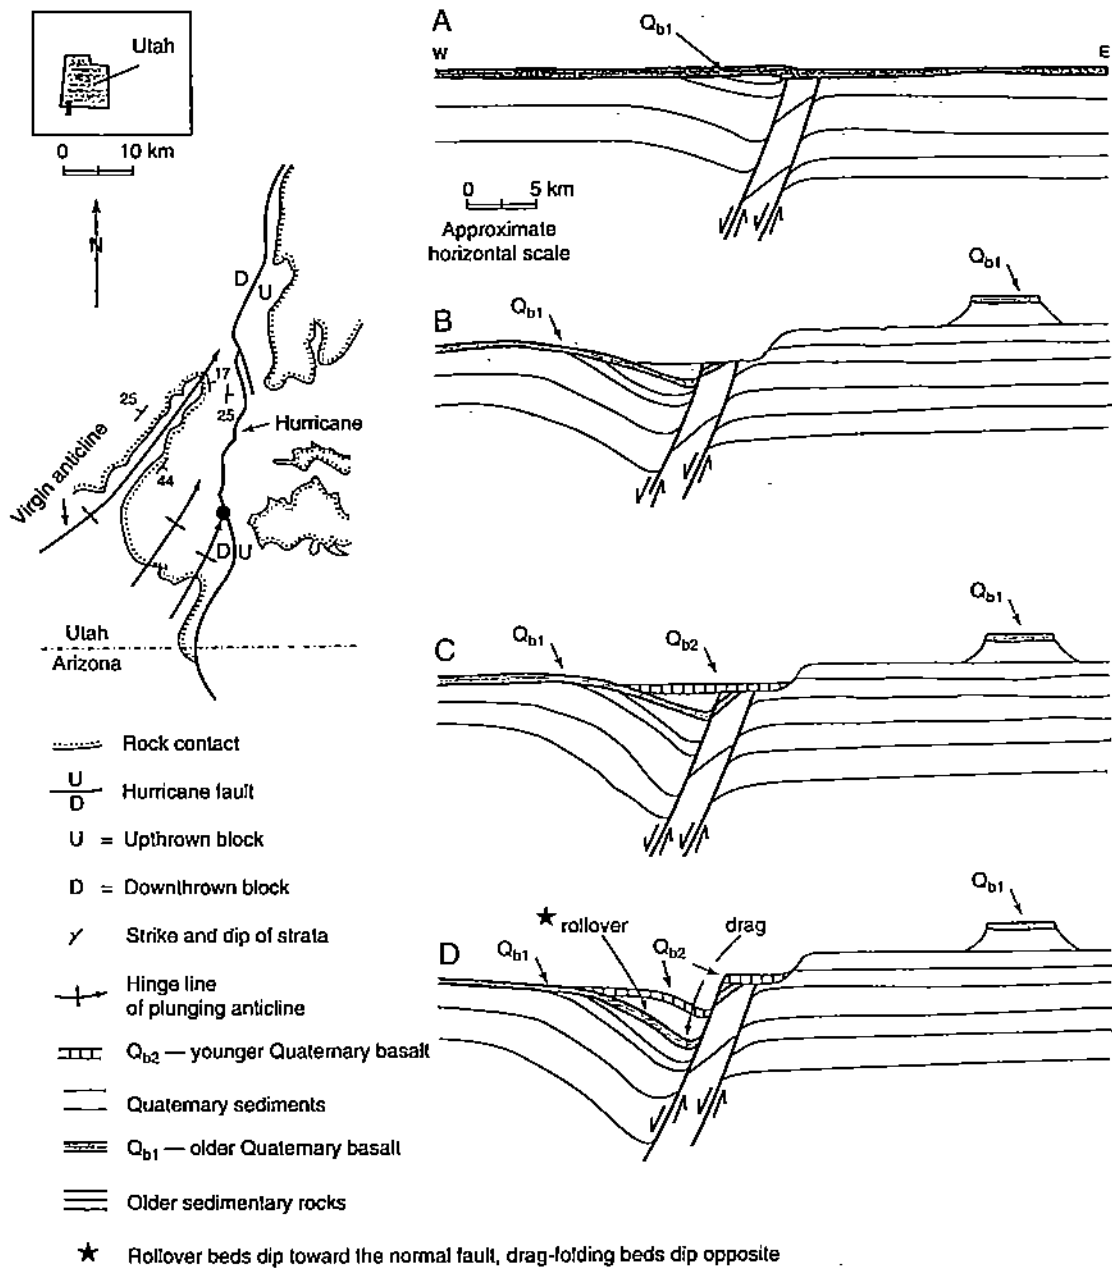 Utah
0 10 km
N
D
U
17
25
25
Hurricane
Virgin anticline
44
D U
Utah
Arizona
Rock contact
U
D
Hurricane fault
U = Upthrown block
D = Downthrown block
Strike and dip of strata
Hinge line
of plunging anticline
Qb2 — younger Quaternary basalt
Quaternary sediments
Qb1 — older Quaternary basalt
Older sedimentary rocks
★ Rollover beds dip toward the normal fault, drag-folding beds dip opposite
A
Qb1
W
E
0 5 km
Approximate
horizontal scale
B
Qb1
Qb1
C
Qb1
Qb2
Qb1
D
★ rollover
drag
Qb1
Qb2
Qb1